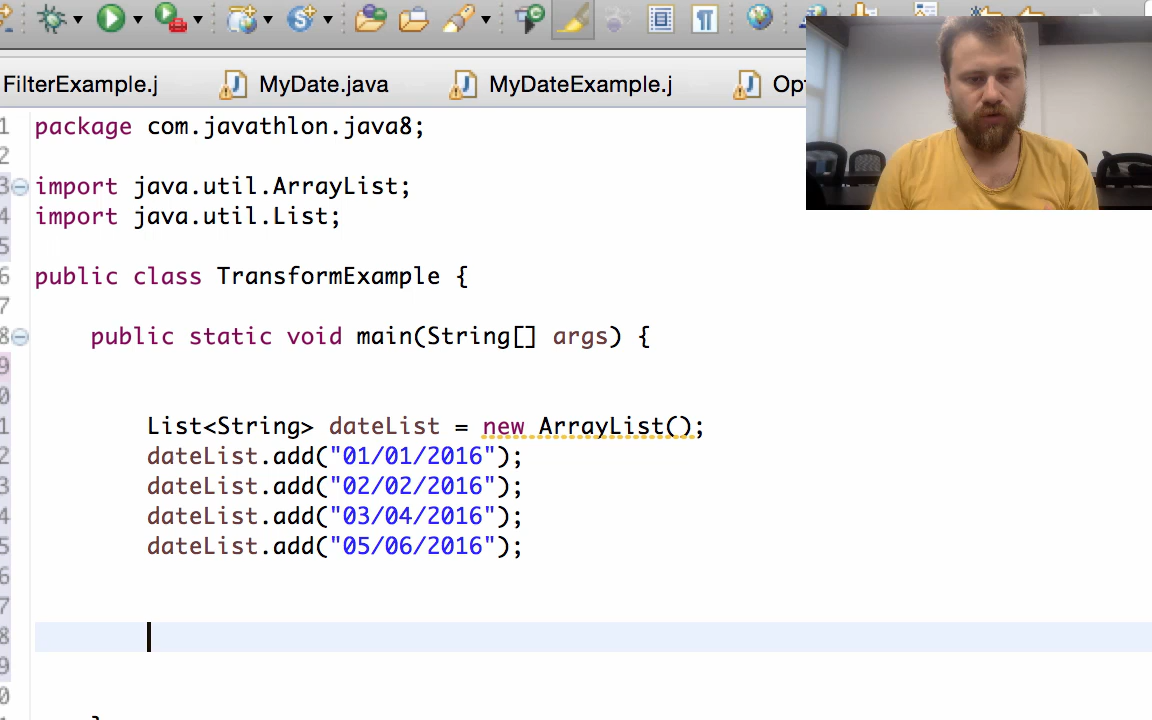 FilterExample.j MyDate.java MyDateExample.j Op
1 package com.javathlon.java8;
2
3 import java.util.ArrayList;
4 import java.util.List;
5
6 public class TransformExample {
7
8 public static void main(String[] args) {
9
0
1 List<String> dateList = new ArrayList();
2 dateList.add("01/01/2016");
3 dateList.add("02/02/2016");
4 dateList.add("03/04/2016");
5 dateList.add("05/06/2016");
6
7
8
9
0
}